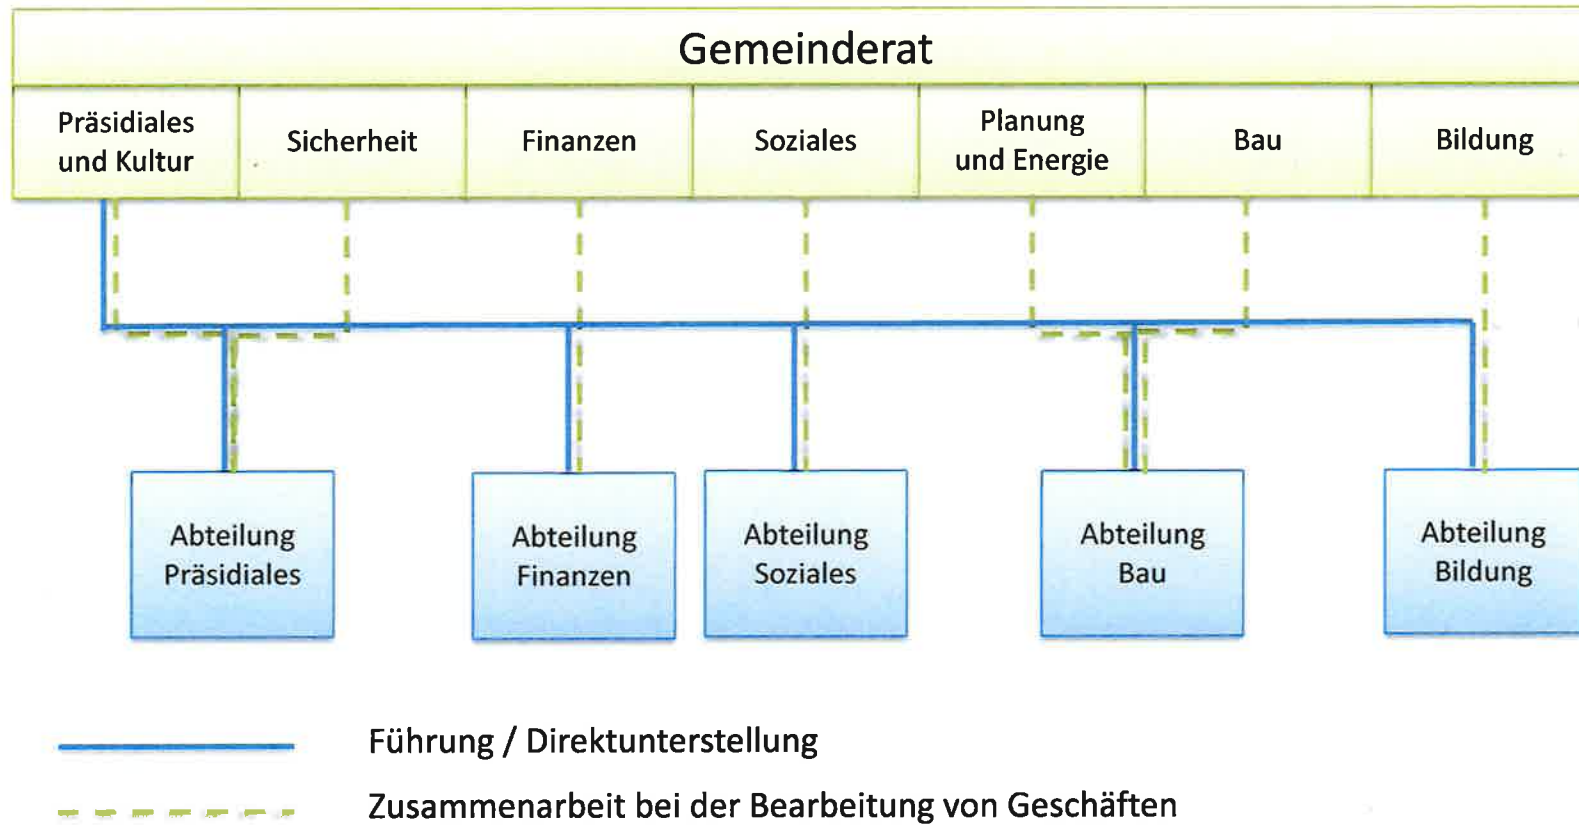 Gemeinderat
Präsidiales
und Kultur
Sicherheit
Finanzen
Soziales
Planung
und Energie
Bau
Bildung
Abteilung
Präsidiales
Abteilung
Finanzen
Abteilung
Soziales
Abteilung
Bau
Abteilung
Bildung
Führung / Direktunterstellung
Zusammenarbeit bei der Bearbeitung von Geschäften